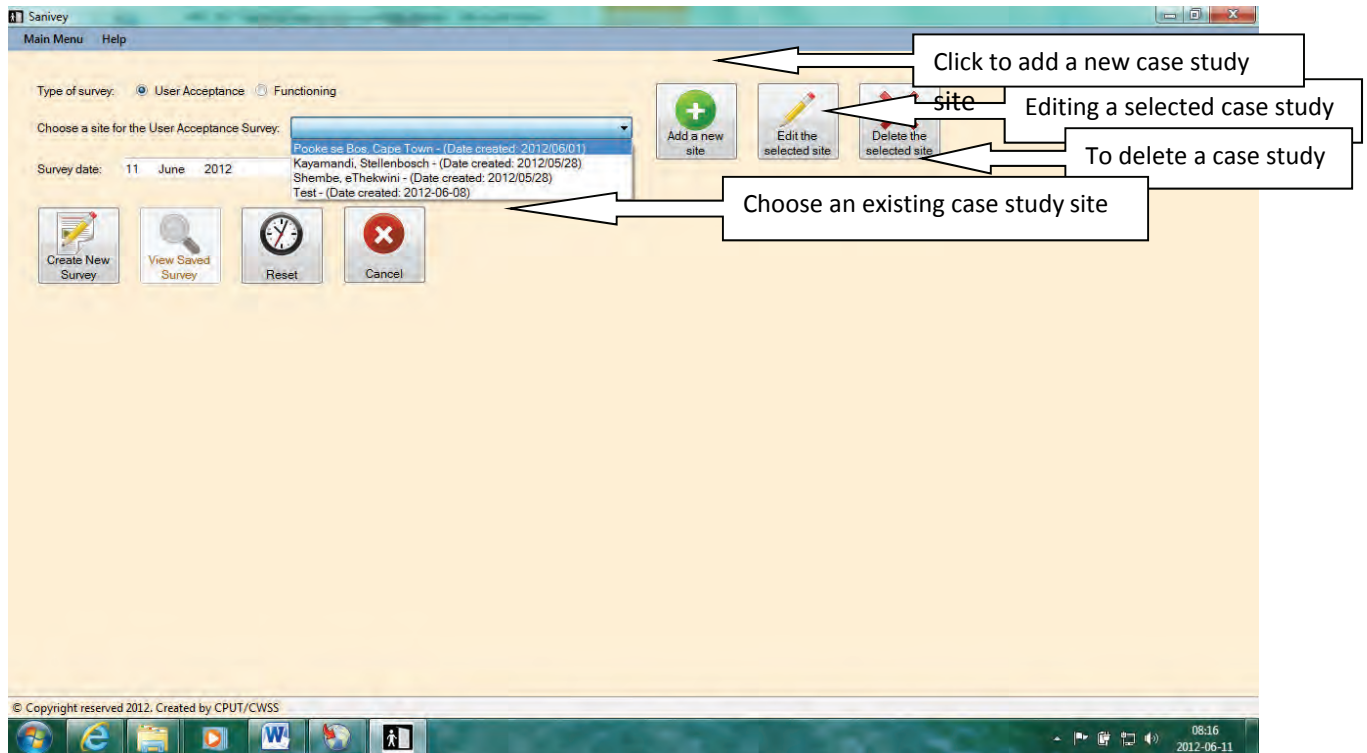 Sanivey
Main Menu Help
Click to add a new case study
site
Type of survey: User Acceptance Functioning
Editing a selected case study
Choose a site for the User Acceptance Survey:
Add a new
site
Edit the
selected site
Delete the
selected site
To delete a case study
Pooke se Bos, Cape Town - (Date created: 2012/06/01)
Kayamandi, Stellenbosch - (Date created: 2012/05/28)
Shembe, eThekwini - (Date created: 2012/05/28)
Test - (Date created: 2012-06-08)
Survey date: 11 June 2012
Choose an existing case study site
Create New
Survey
View Saved
Survey
Reset
Cancel
© Copyright reserved 2012. Created by CPUT/CWSS
08:16
2012-06-11